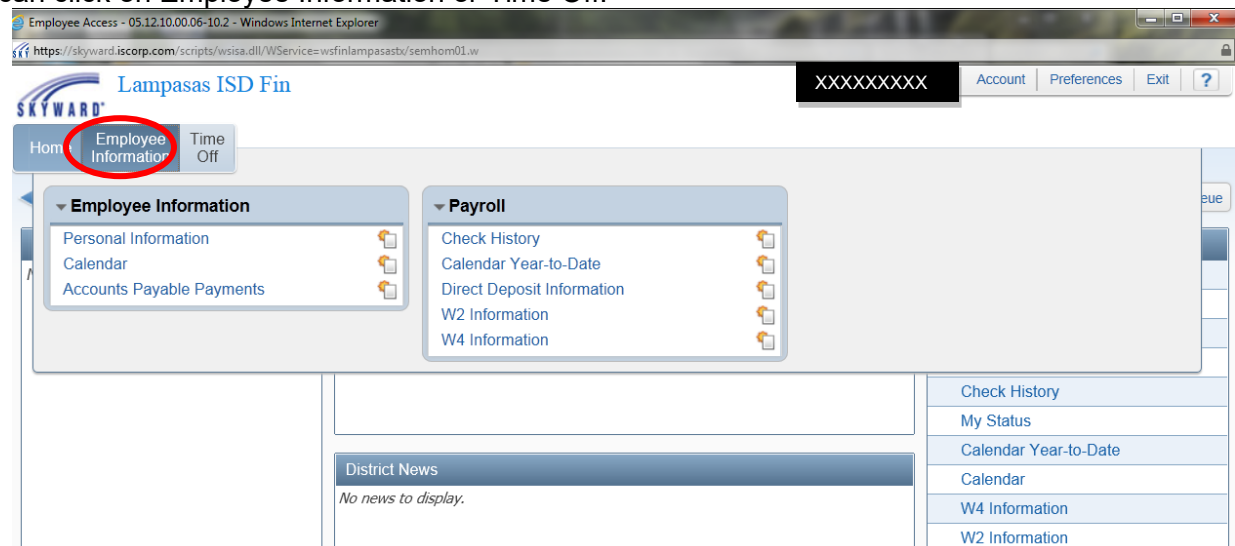 can click on Employee Information or Time Off.
Employee Access - 05.12.10.00.06-10.2 - Windows Internet Explorer
https://skyward.iscorp.com/scripts/wsisa.dll/WService=wsfinlampasastx/semhom01.w
SKYWARD
Lampasas ISD Fin
XXXXXXXXX
Account Preferences Exit ?
Home
Employee Information
Time Off
eue
Employee Information
Personal Information
Calendar
Accounts Payable Payments
Payroll
Check History
Calendar Year-to-Date
Direct Deposit Information
W2 Information
W4 Information
Check History
My Status
Calendar Year-to-Date
Calendar
W4 Information
W2 Information
District News
No news to display.